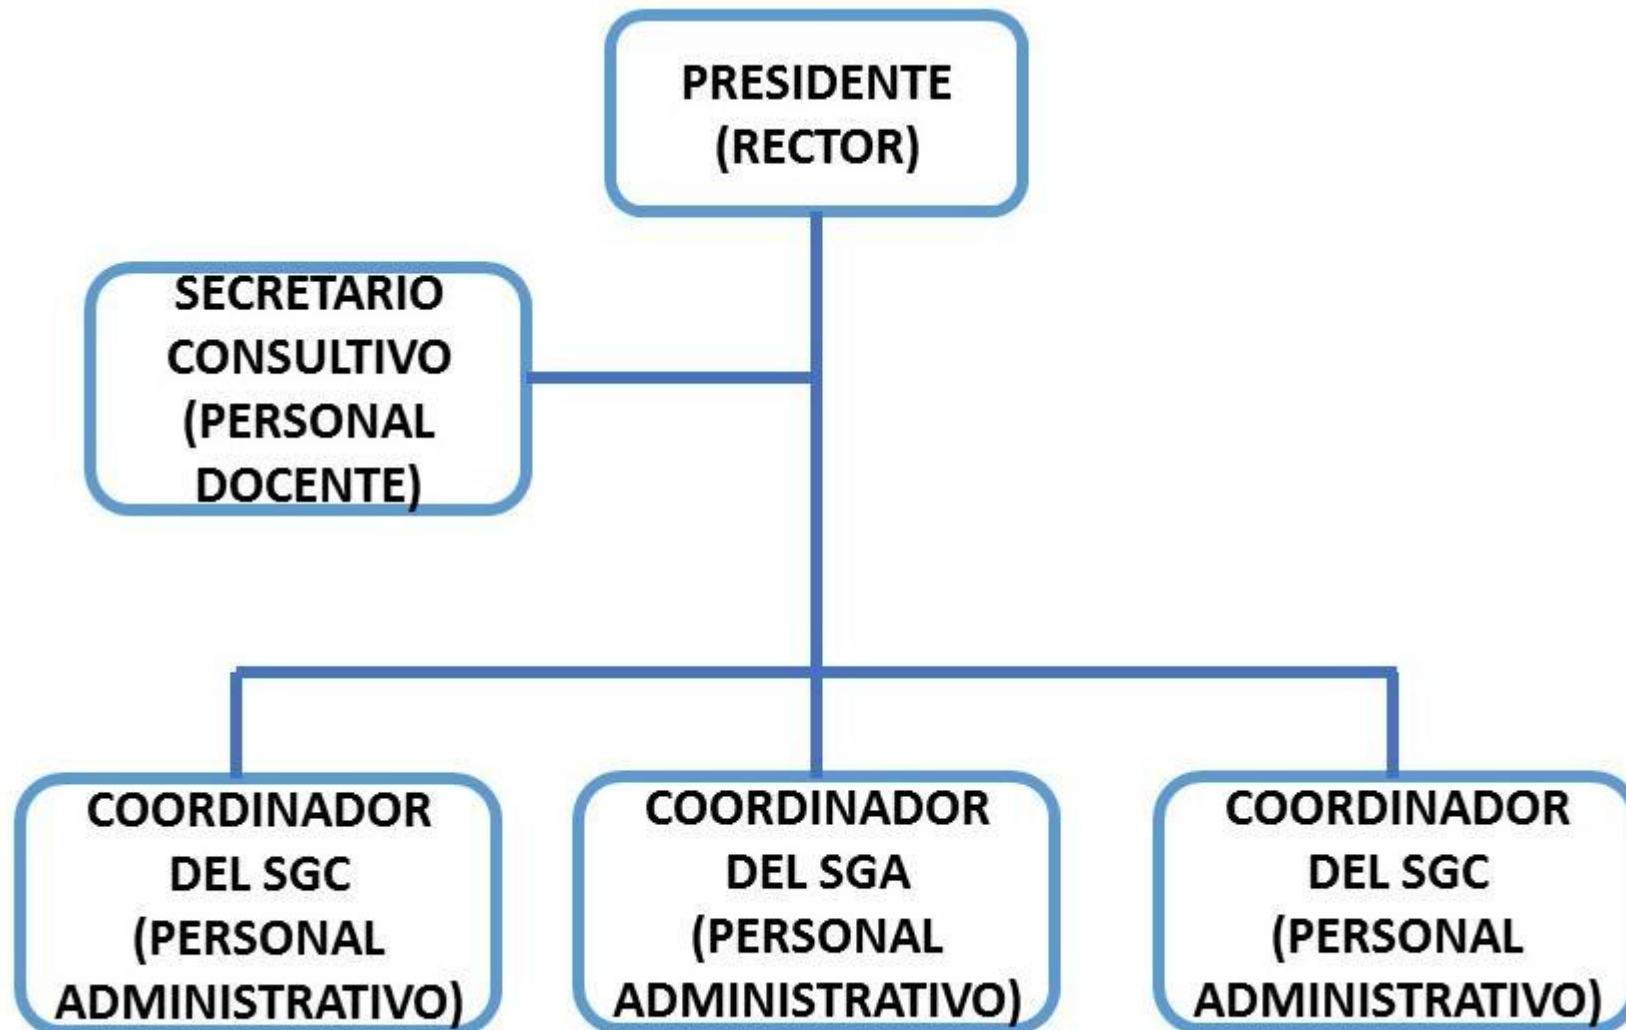 PRESIDENTE
(RECTOR)
SECRETARIO
CONSULTIVO
(PERSONAL
DOCENTE)
COORDINADOR
DEL SGC
(PERSONAL
ADMINISTRATIVO)
COORDINADOR
DEL SGA
(PERSONAL
ADMINISTRATIVO)
COORDINADOR
DEL SGC
(PERSONAL
ADMINISTRATIVO)